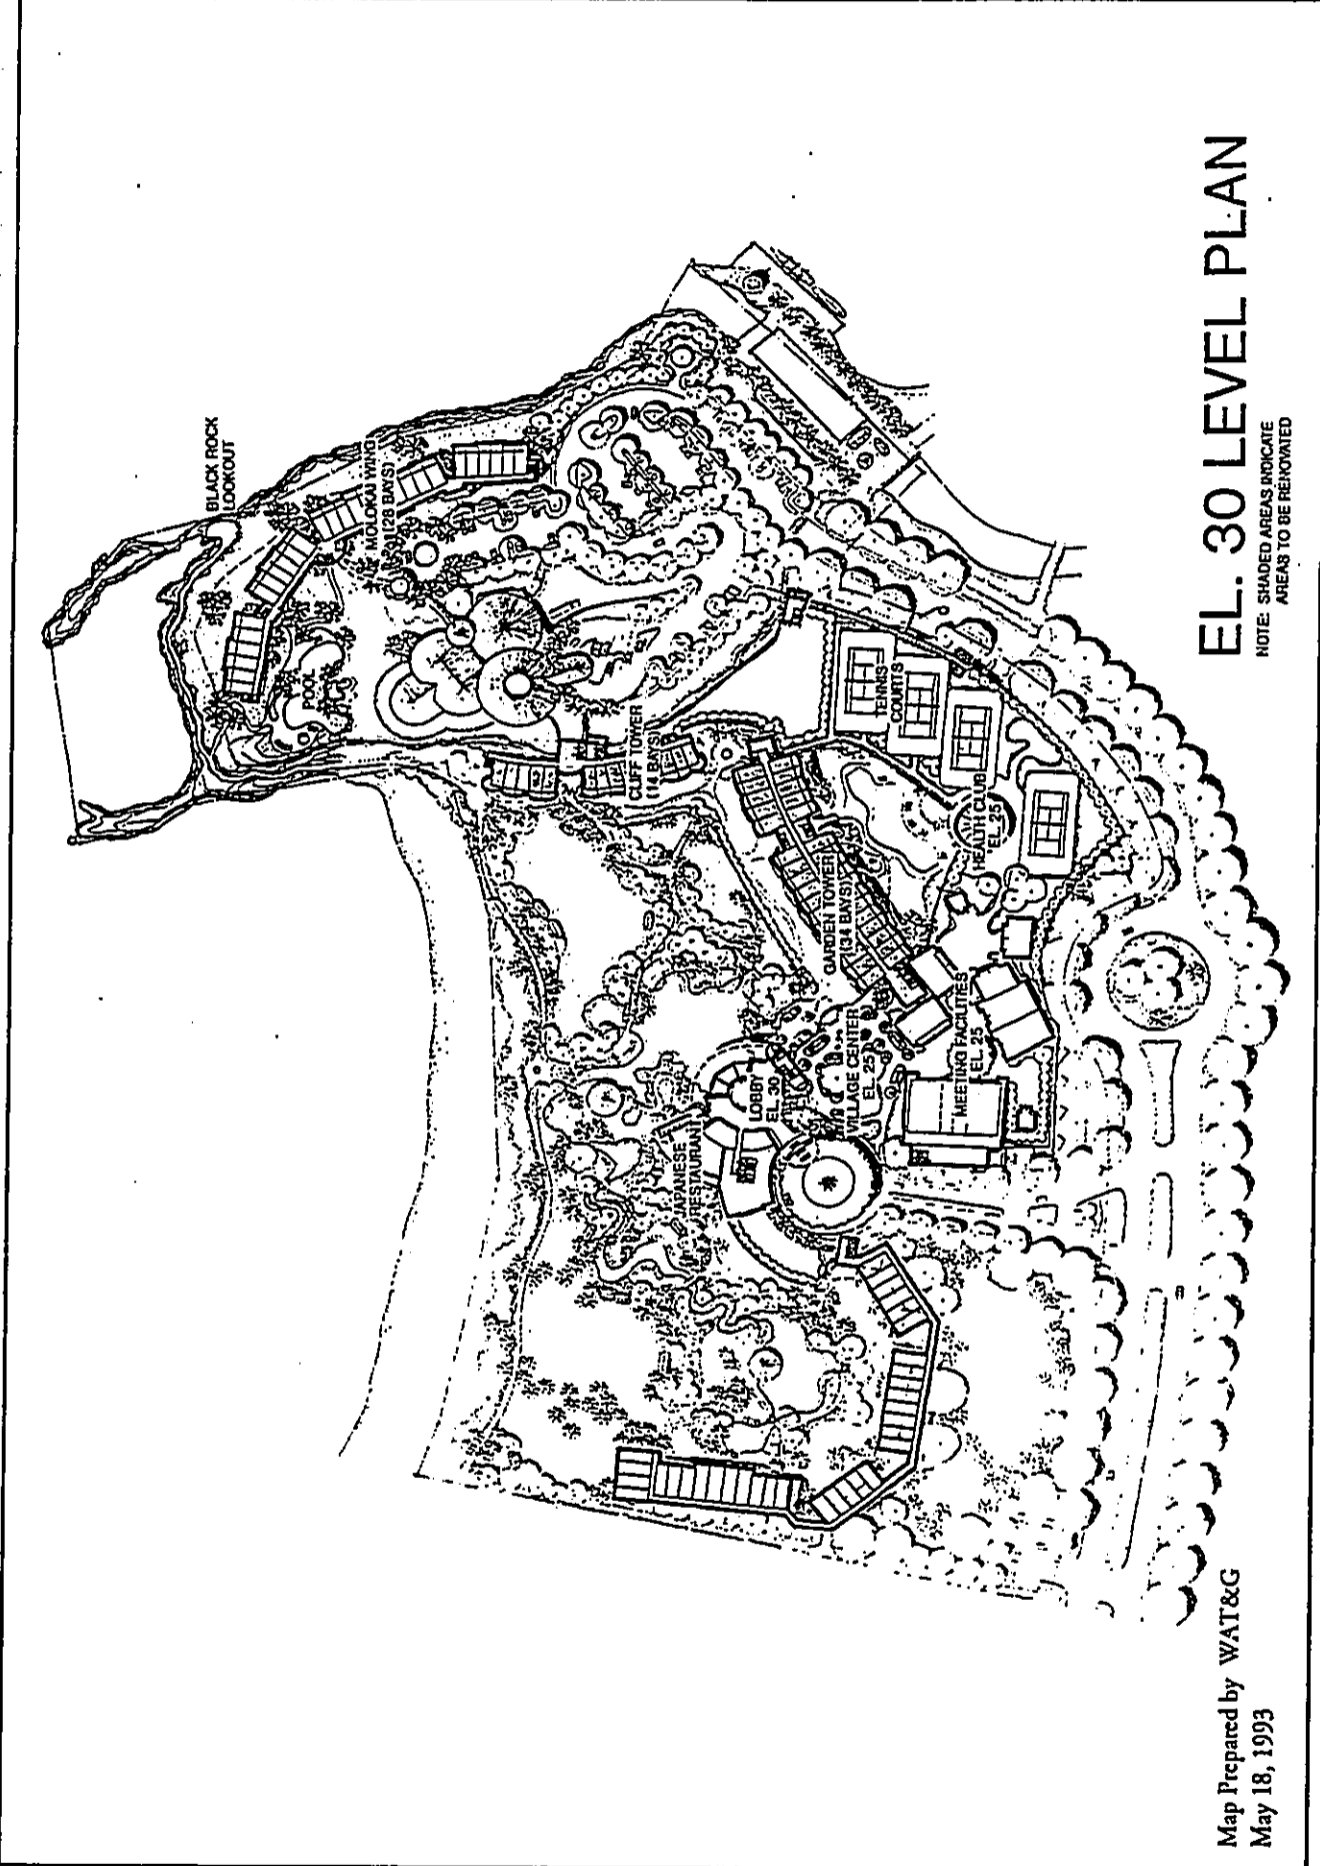 BLACK ROCK
LOOKOUT
MOLOKAI WING
(28 BAYS)
POOL
CLIFF TOWER
(14 BAYS)
TENNIS
COURTS
HEALTH CLUB
EL. 25
GARDEN TOWER
(34 BAYS)
MEETING FACILITIES
EL. 25
VILLAGE CENTER
EL. 25
LOBBY
EL. 30
JAPANESE
RESTAURANT
EL. 30 LEVEL PLAN
NOTE: SHADED AREAS INDICATE
AREAS TO BE RENOVATED
Map Prepared by WAT&G
May 18, 1993